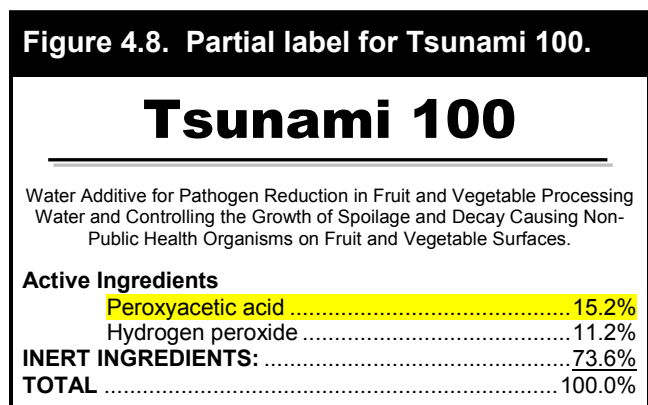 Figure 4.8. Partial label for Tsunami 100.
Tsunami 100
Water Additive for Pathogen Reduction in Fruit and Vegetable Processing
Water and Controlling the Growth of Spoilage and Decay Causing Non-
Public Health Organisms on Fruit and Vegetable Surfaces.
Active Ingredients
Peroxyacetic acid ............................................15.2%
Hydrogen peroxide ..........................................11.2%
INERT INGREDIENTS: ................................................73.6%
TOTAL .........................................................................100.0%